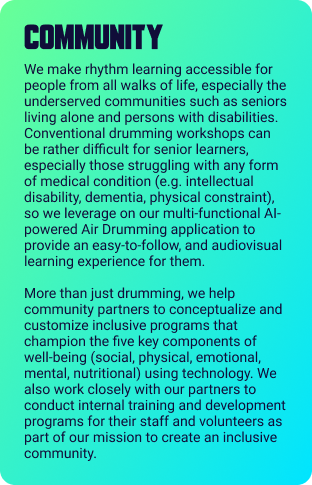 COMMUNITY
We make rhythm learning accessible for
people from all walks of life, especially the
underserved communities such as seniors
living alone and persons with disabilities.
Conventional drumming workshops can
be rather difficult for senior learners,
especially those struggling with any form
of medical condition (e.g. intellectual
disability, dementia, physical constraint),
so we leverage on our multi-functional AI-
powered Air Drumming application to
provide an easy-to-follow, and audiovisual
learning experience for them.
More than just drumming, we help
community partners to conceptualize and
customize inclusive programs that
champion the five key components of
well-being (social, physical, emotional,
mental, nutritional) using technology. We
also work closely with our partners to
conduct internal training and development
programs for their staff and volunteers as
part of our mission to create an inclusive
community.